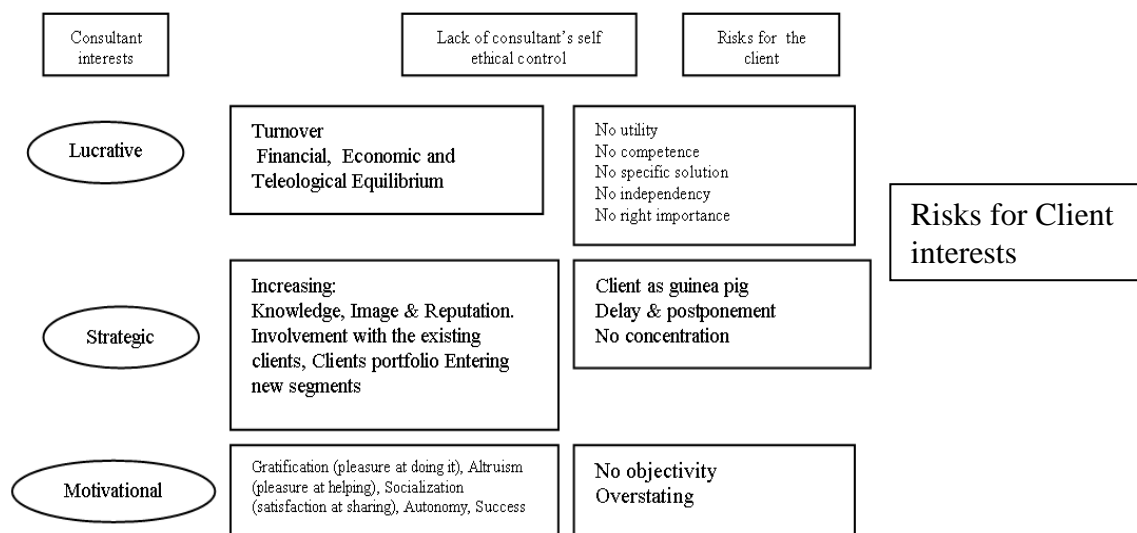 Consultant
interests
Lack of consultant's self
ethical control
Risks for the
client
Lucrative
Turnover
Financial, Economic and
Teleological Equilibrium
No utility
No competence
No specific solution
No independency
No right importance
Risks for Client
interests
Strategic
Increasing:
Knowledge, Image & Reputation.
Involvement with the existing
clients, Clients portfolio Entering
new segments
Client as guinea pig
Delay & postponement
No concentration
Motivational
Gratification (pleasure at doing it), Altruism
(pleasure at helping), Socialization
(satisfaction at sharing), Autonomy, Success
No objectivity
Overstating